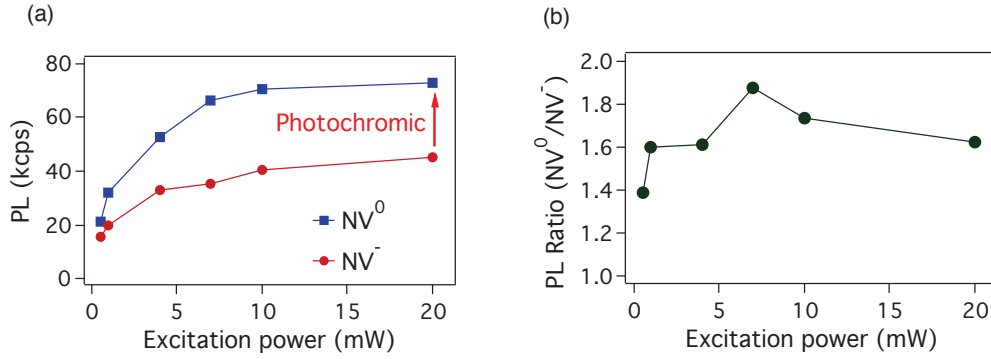 (a)
PL (kcps)
80
60
40
20
0
Photochromic
NV⁰
NV⁻
0 5 10 15 20
Excitation power (mW)
(b)
PL Ratio (NV⁰/NV⁻)
2.0
1.8
1.6
1.4
1.2
1.0
0 5 10 15 20
Excitation power (mW)